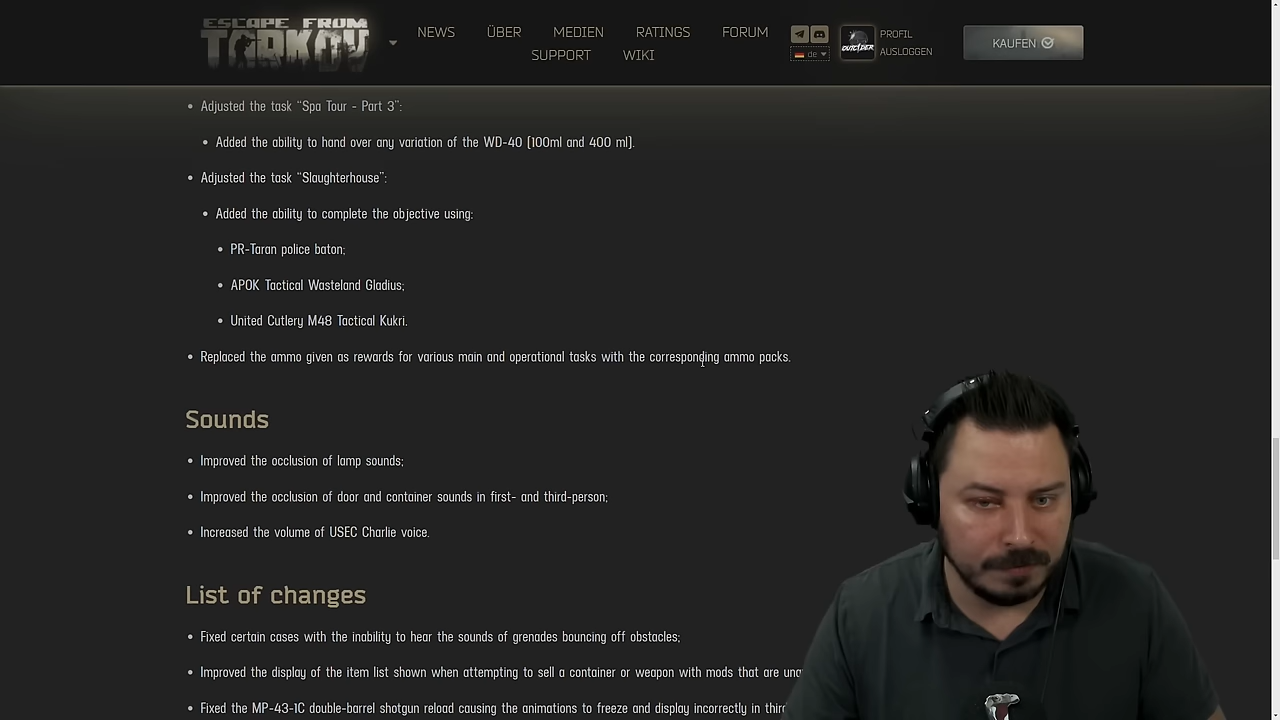 ESCAPE FROM
TARKOV
NEWS ÜBER MEDIEN RATINGS FORUM
SUPPORT WIKI
de
OUTCIDER
PROFIL
AUSLOGGEN
KAUFEN
• Adjusted the task “Spa Tour - Part 3”:
• Added the ability to hand over any variation of the WD-40 (100ml and 400 ml).
• Adjusted the task “Slaughterhouse”:
• Added the ability to complete the objective using:
• PR-Taran police baton;
• APOK Tactical Wasteland Gladius;
• United Cutlery M48 Tactical Kukri.
• Replaced the ammo given as rewards for various main and operational tasks with the corresponding ammo packs.
Sounds
• Improved the occlusion of lamp sounds;
• Improved the occlusion of door and container sounds in first- and third-person;
• Increased the volume of USEC Charlie voice.
List of changes
• Fixed certain cases with the inability to hear the sounds of grenades bouncing off obstacles;
• Improved the display of the item list shown when attempting to sell a container or weapon with mods that are una
• Fixed the MP-43-1C double-barrel shotgun reload causing the animations to freeze and display incorrectly in third